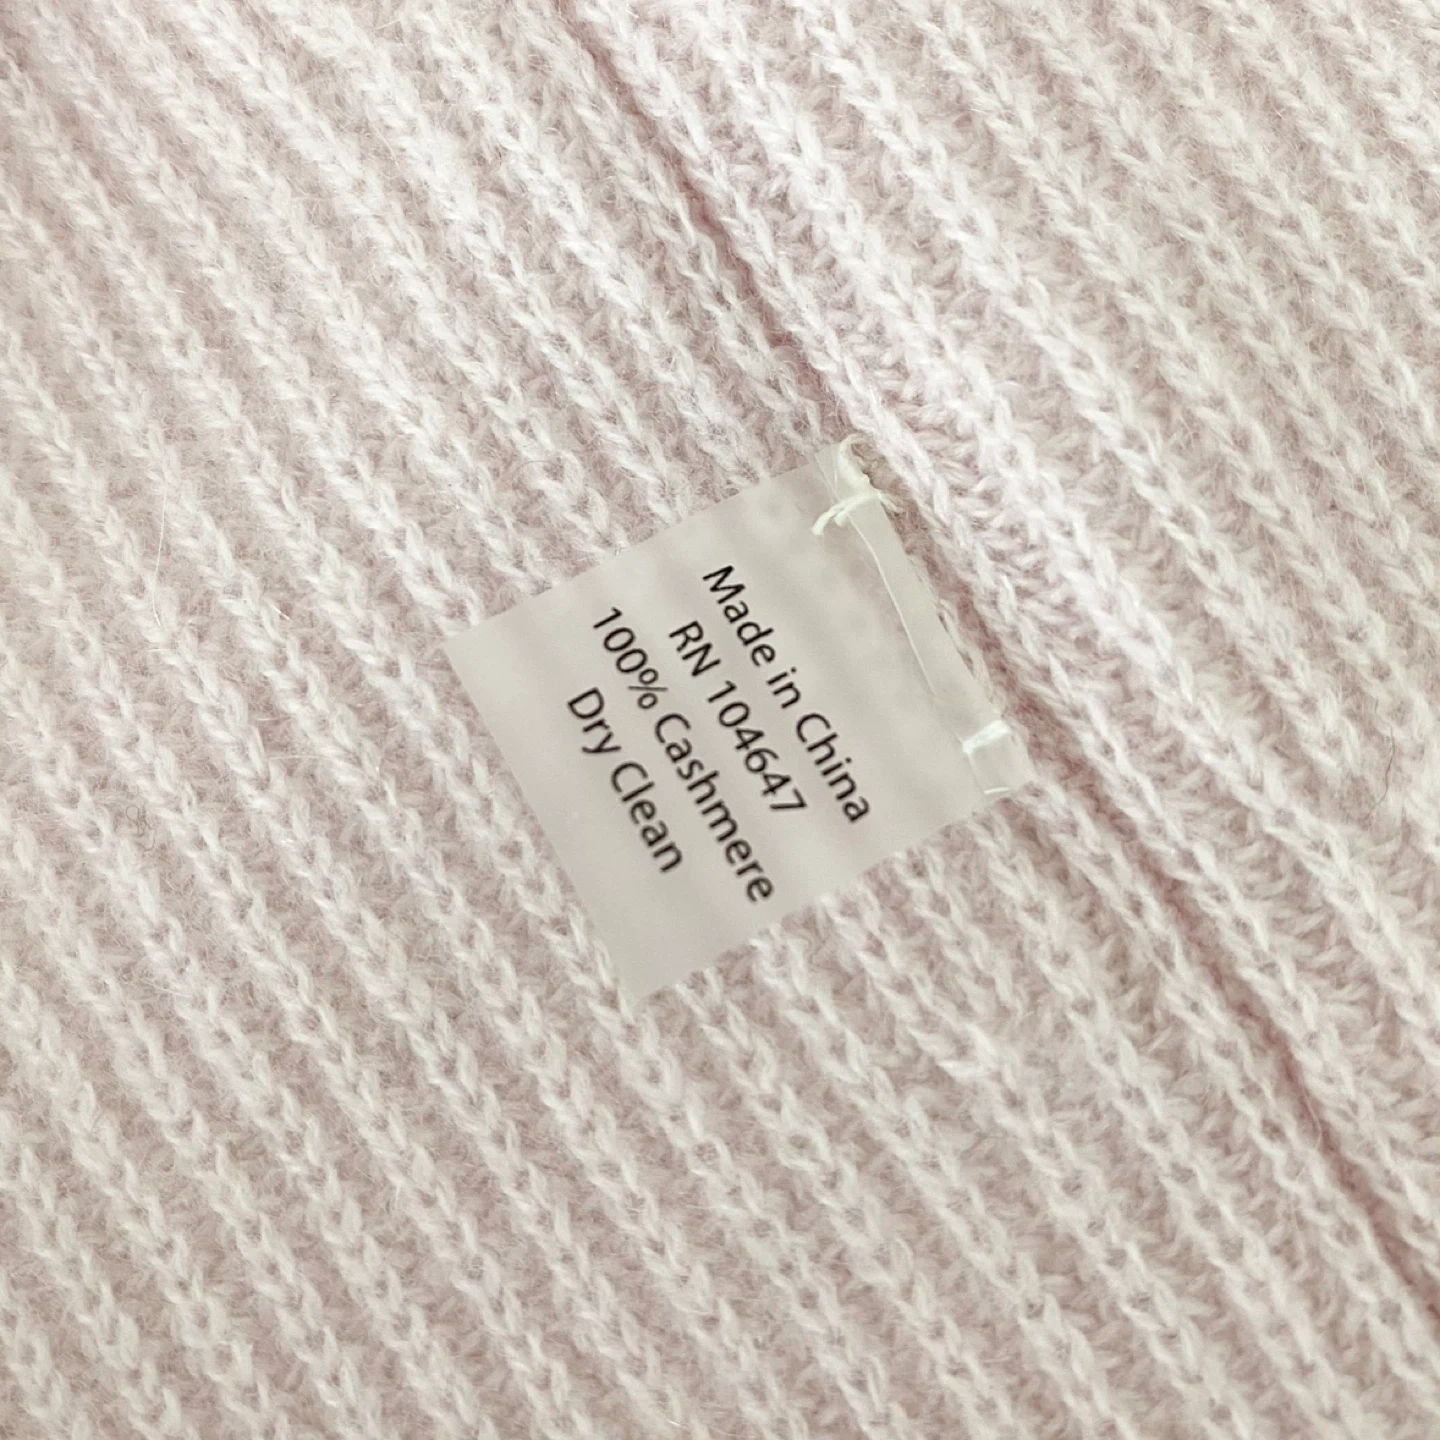 Made in China
RN 104647
100% Cashmere
Dry Clean